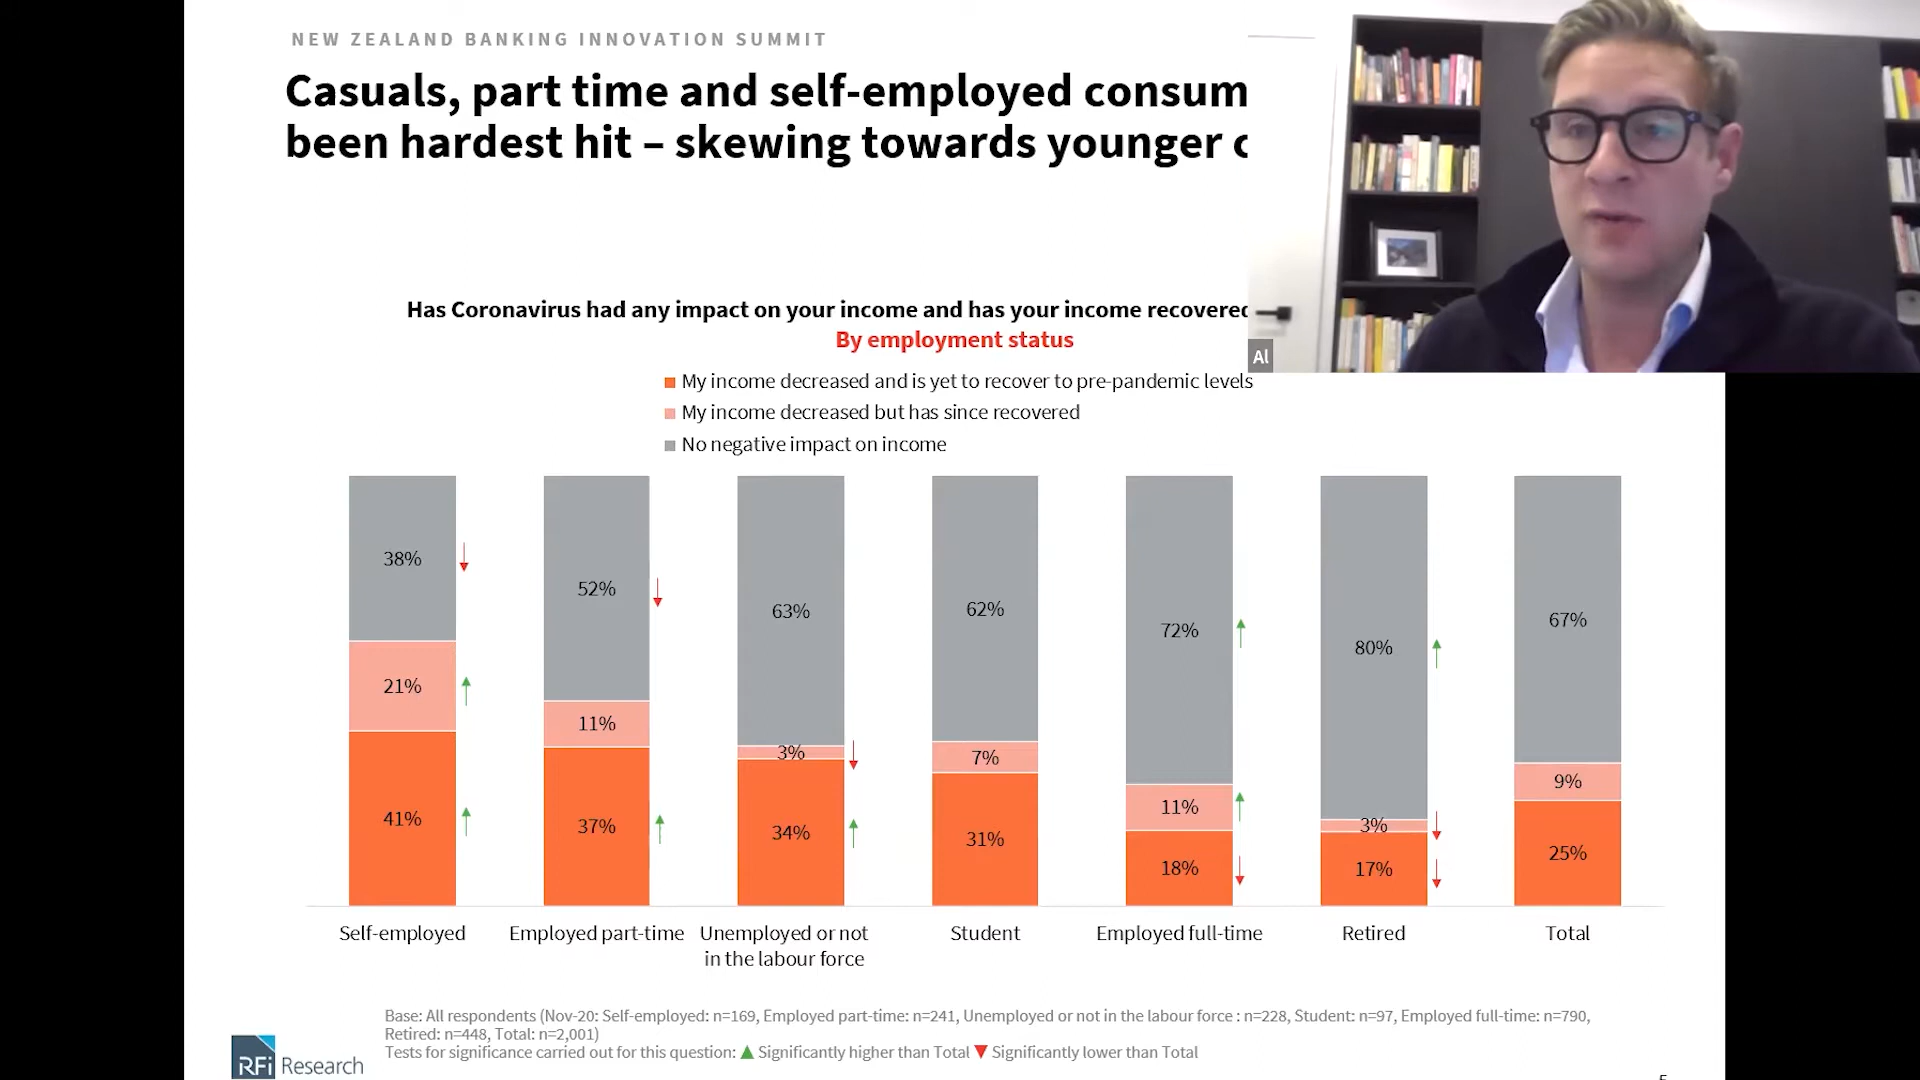 NEW ZEALAND BANKING INNOVATION SUMMIT
Casuals, part time and self-employed consum
been hardest hit – skewing towards younger c
Has Coronavirus had any impact on your income and has your income recovered
By employment status
Al
My income decreased and is yet to recover to pre-pandemic levels
My income decreased but has since recovered
No negative impact on income
38%
52%
63%
62%
72%
80%
67%
21%
11%
3%
7%
11%
3%
9%
41%
37%
34%
31%
18%
17%
25%
Self-employed
Employed part-time
Unemployed or not
in the labour force
Student
Employed full-time
Retired
Total
Base: All respondents (Nov-20: Self-employed: n=169, Employed part-time: n=241, Unemployed or not in the labour force : n=228, Student: n=97, Employed full-time: n=790,
Retired: n=448, Total: n=2,001)
Tests for significance carried out for this question: ▲ Significantly higher than Total ▼ Significantly lower than Total
RFi Research